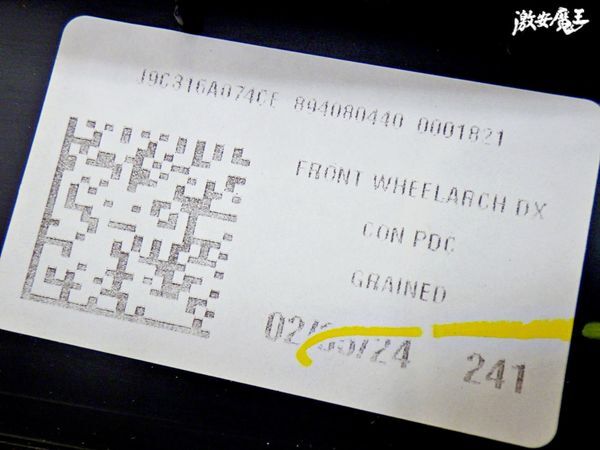 激安魔王
J9C316A074CE 894080440 0001821
FRONT WHEELARCH DX
CON PDC
GRAINED
241